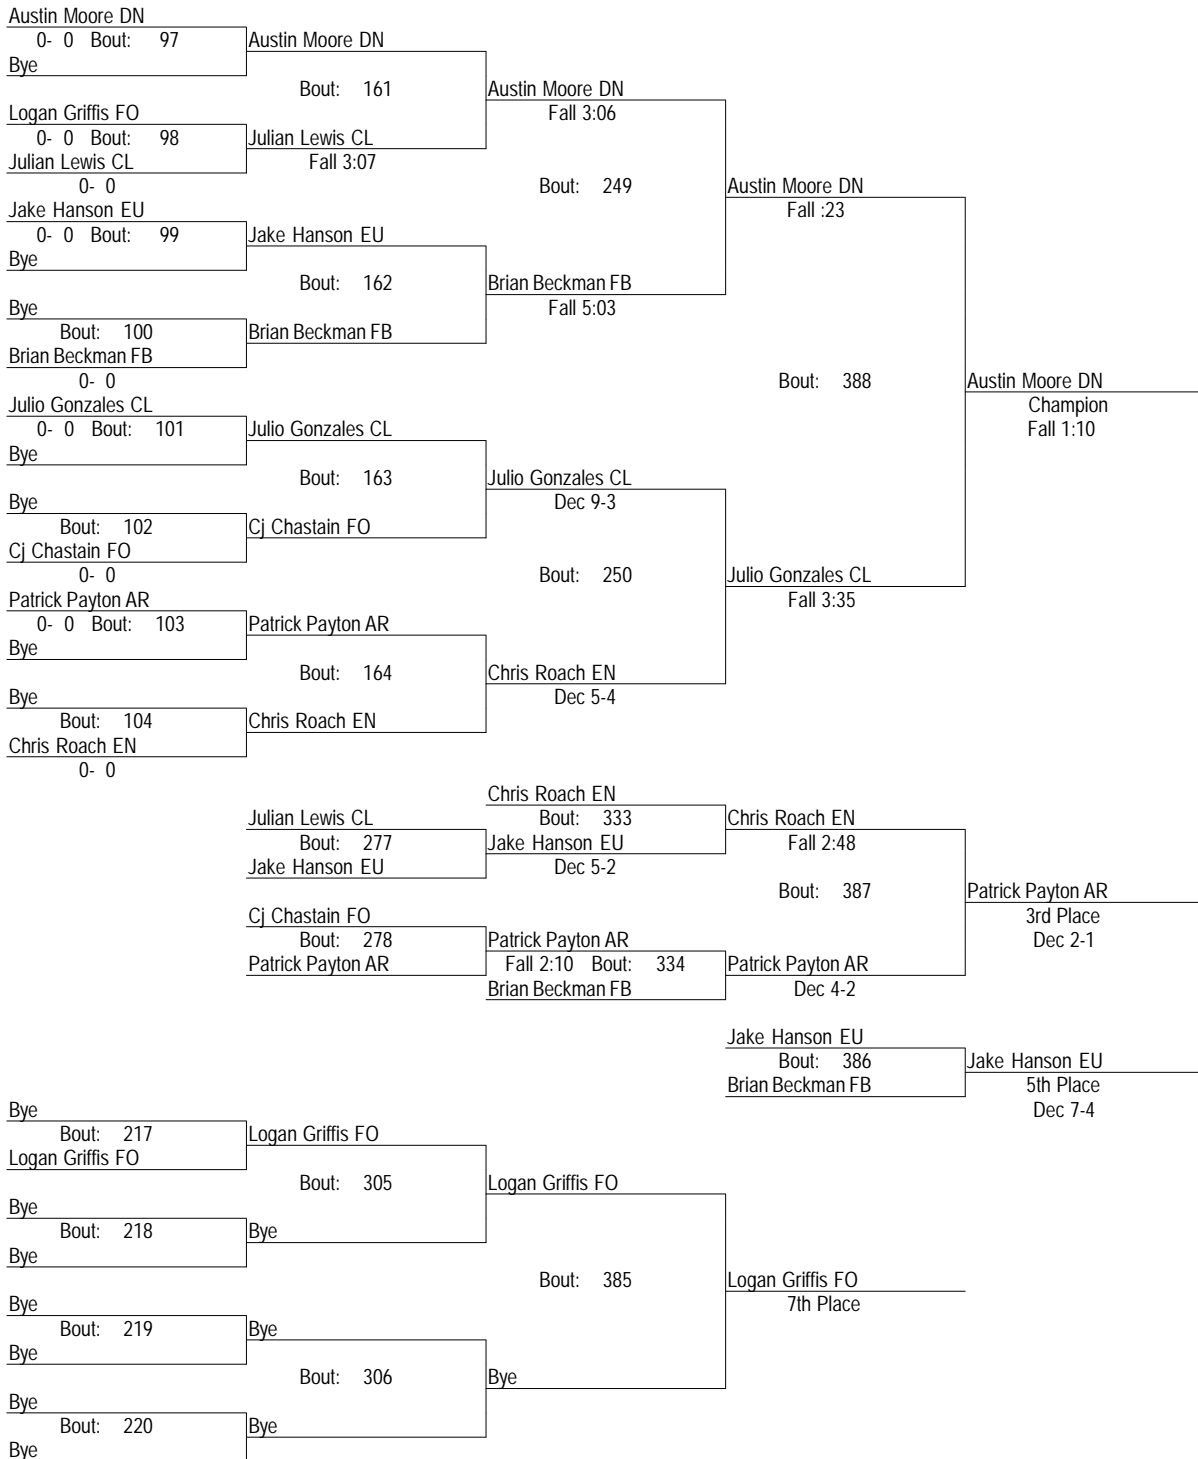 Austin Moore DN
0- 0 Bout: 97
Austin Moore DN
Bye
Bout: 161
Austin Moore DN
Logan Griffis FO
Fall 3:06
0- 0 Bout: 98
Julian Lewis CL
Julian Lewis CL
Fall 3:07
0- 0
Bout: 249
Austin Moore DN
Jake Hanson EU
Fall :23
0- 0 Bout: 99
Jake Hanson EU
Bye
Bout: 162
Brian Beckman FB
Bye
Fall 5:03
Bout: 100
Brian Beckman FB
Brian Beckman FB
0- 0
Bout: 388
Austin Moore DN
Julio Gonzales CL
Champion
0- 0 Bout: 101
Julio Gonzales CL
Fall 1:10
Bye
Bout: 163
Julio Gonzales CL
Bye
Dec 9-3
Bout: 102
Cj Chastain FO
Cj Chastain FO
0- 0
Bout: 250
Julio Gonzales CL
Patrick Payton AR
Fall 3:35
0- 0 Bout: 103
Patrick Payton AR
Bye
Bout: 164
Chris Roach EN
Bye
Dec 5-4
Bout: 104
Chris Roach EN
Chris Roach EN
0- 0
Chris Roach EN
Julian Lewis CL
Bout: 333
Chris Roach EN
Bout: 277
Jake Hanson EU
Fall 2:48
Jake Hanson EU
Dec 5-2
Bout: 387
Patrick Payton AR
Cj Chastain FO
3rd Place
Bout: 278
Patrick Payton AR
Dec 2-1
Patrick Payton AR
Fall 2:10 Bout: 334
Patrick Payton AR
Brian Beckman FB
Dec 4-2
Jake Hanson EU
Bout: 386
Jake Hanson EU
Brian Beckman FB
5th Place
Dec 7-4
Bye
Bout: 217
Logan Griffis FO
Logan Griffis FO
Bout: 305
Logan Griffis FO
Bye
Bout: 218
Bye
Bye
Bout: 385
Logan Griffis FO
Bye
7th Place
Bout: 219
Bye
Bye
Bout: 306
Bye
Bye
Bout: 220
Bye
Bye